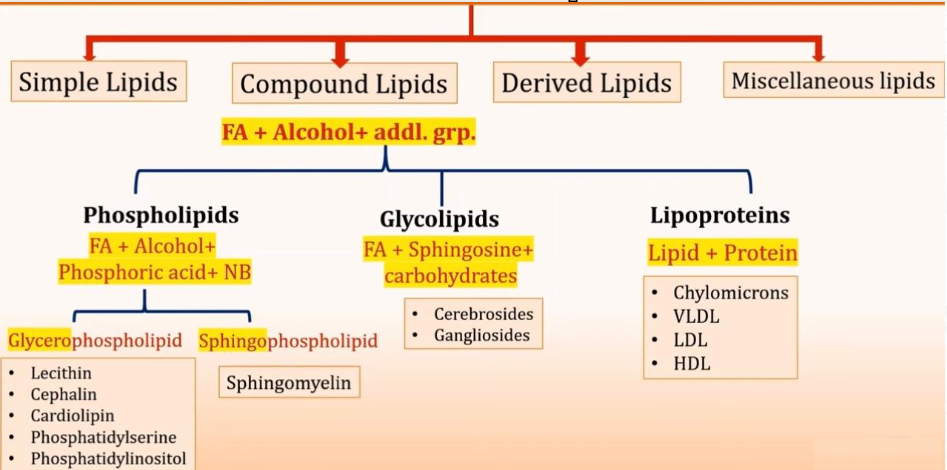 Simple Lipids
Compound Lipids
Derived Lipids
Miscellaneous lipids
FA + Alcohol+ addl. grp.
Phospholipids
FA + Alcohol+
Phosphoric acid+ NB
Glycerophospholipid
• Lecithin
• Cephalin
• Cardiolipin
• Phosphatidylserine
• Phosphatidylinositol
Sphingophospholipid
Sphingomyelin
Glycolipids
FA + Sphingosine+
carbohydrates
• Cerebrosides
• Gangliosides
Lipoproteins
Lipid + Protein
• Chylomicrons
• VLDL
• LDL
• HDL